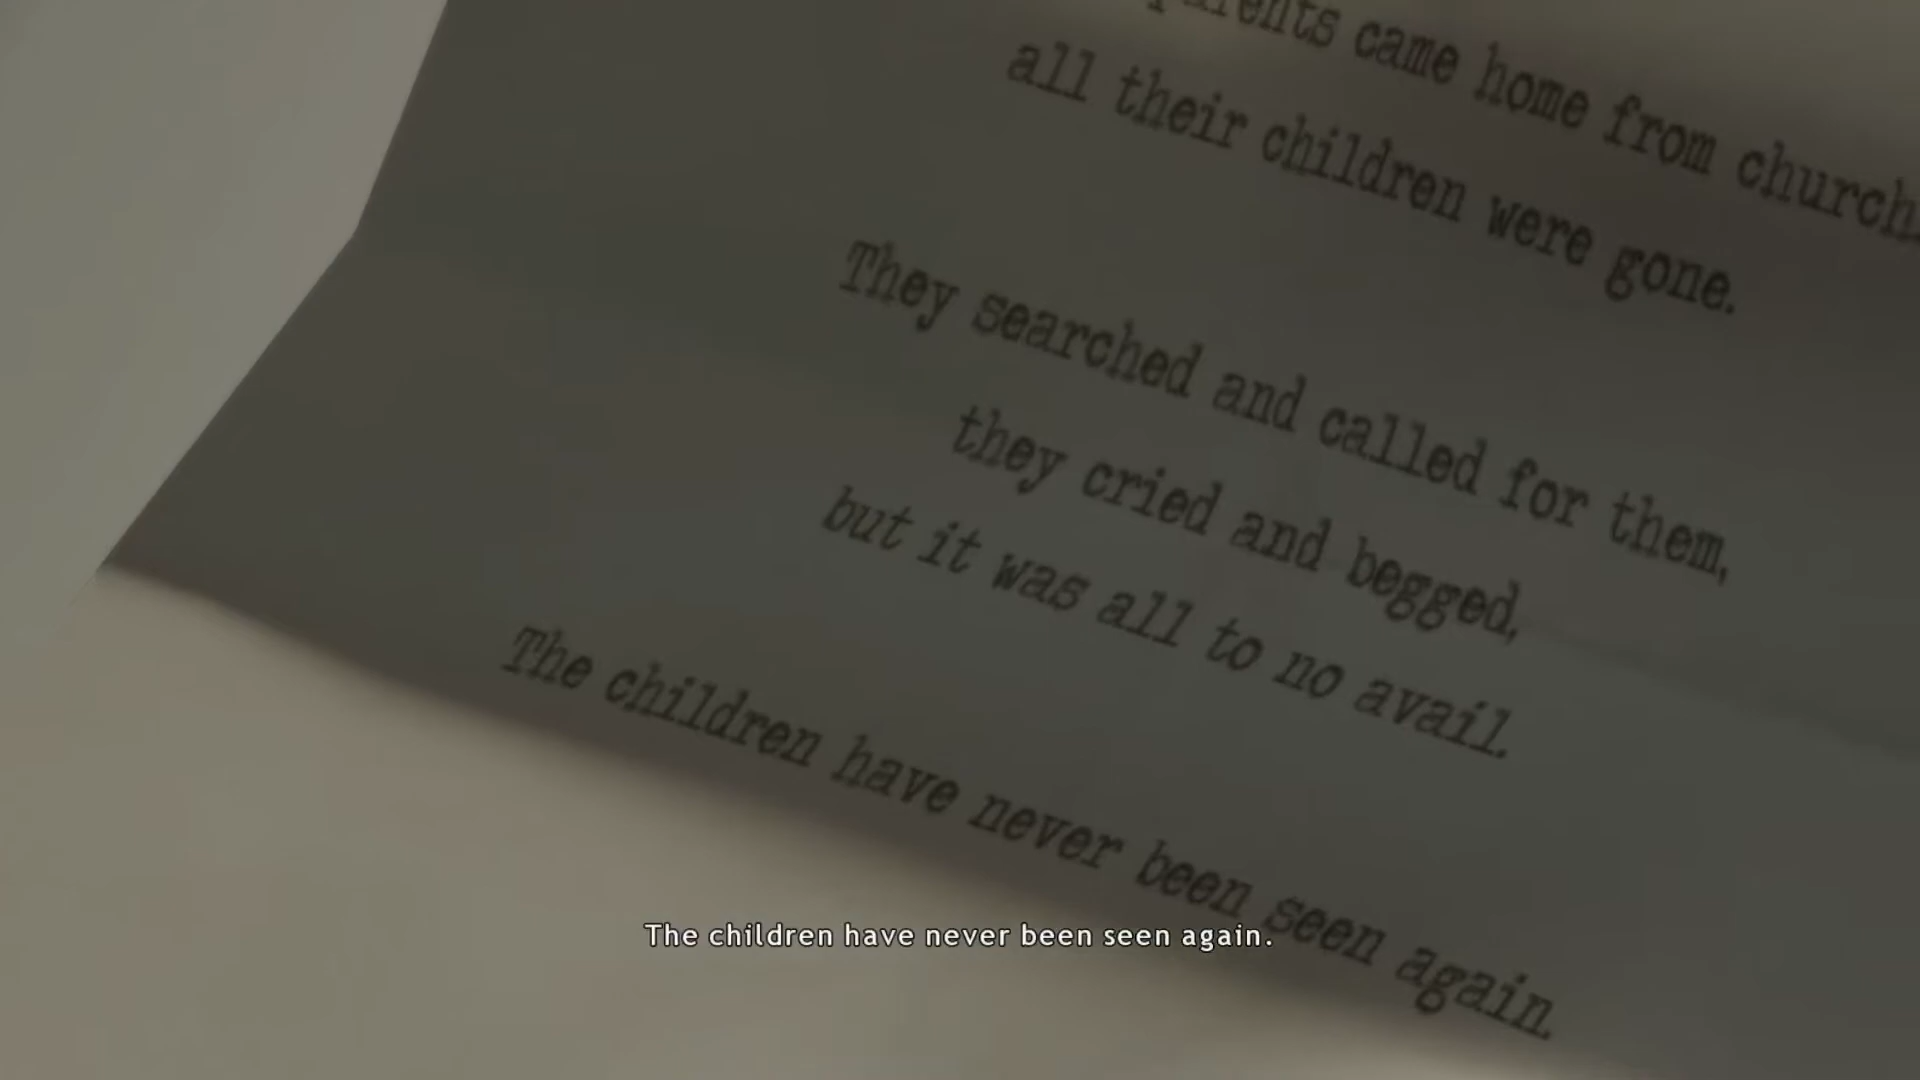 parents came home from church,
all their children were gone.
They searched and called for them,
they cried and begged,
but it was all to no avail.
The children have never been seen again.
The children have never been seen again.